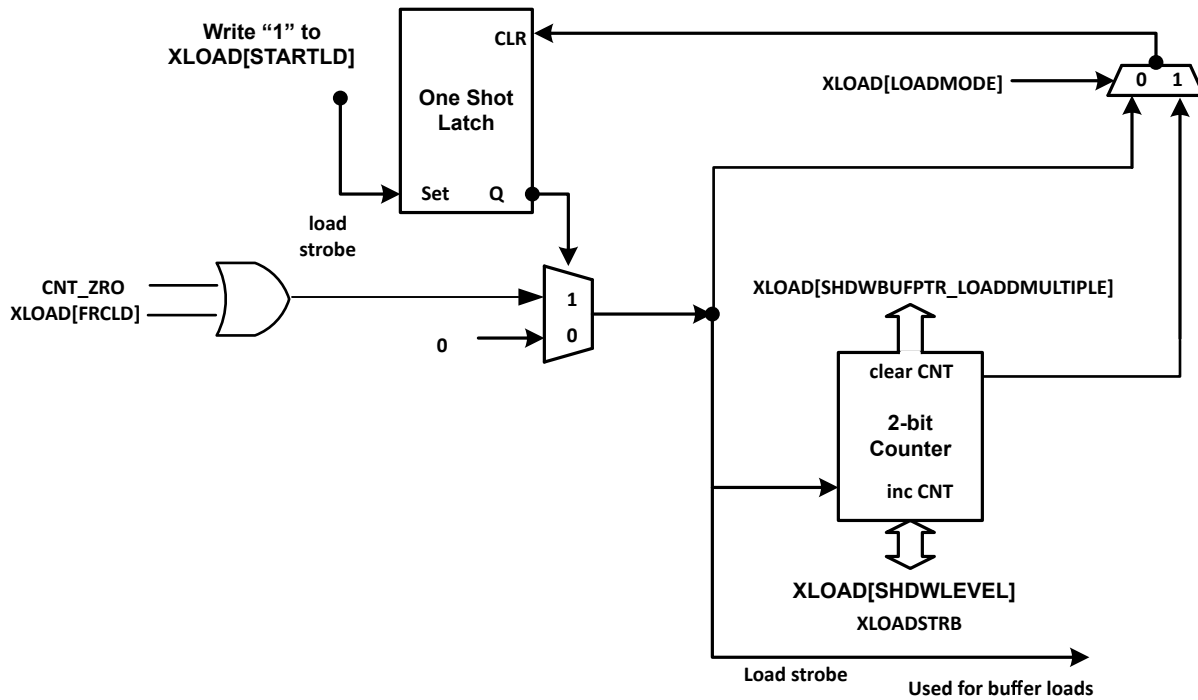 Write “1” to
XLOAD[STARTLD]
CLR
One Shot
Latch
Set Q
XLOAD[LOADMODE]
0 1
load
strobe
CNT_ZRO
XLOAD[FRCLD]
1
0
0
XLOAD[SHDWBUFPTR_LOADDMULTIPLE]
clear CNT
2-bit
Counter
inc CNT
XLOAD[SHDWLEVEL]
XLOADSTRB
Load strobe
Used for buffer loads